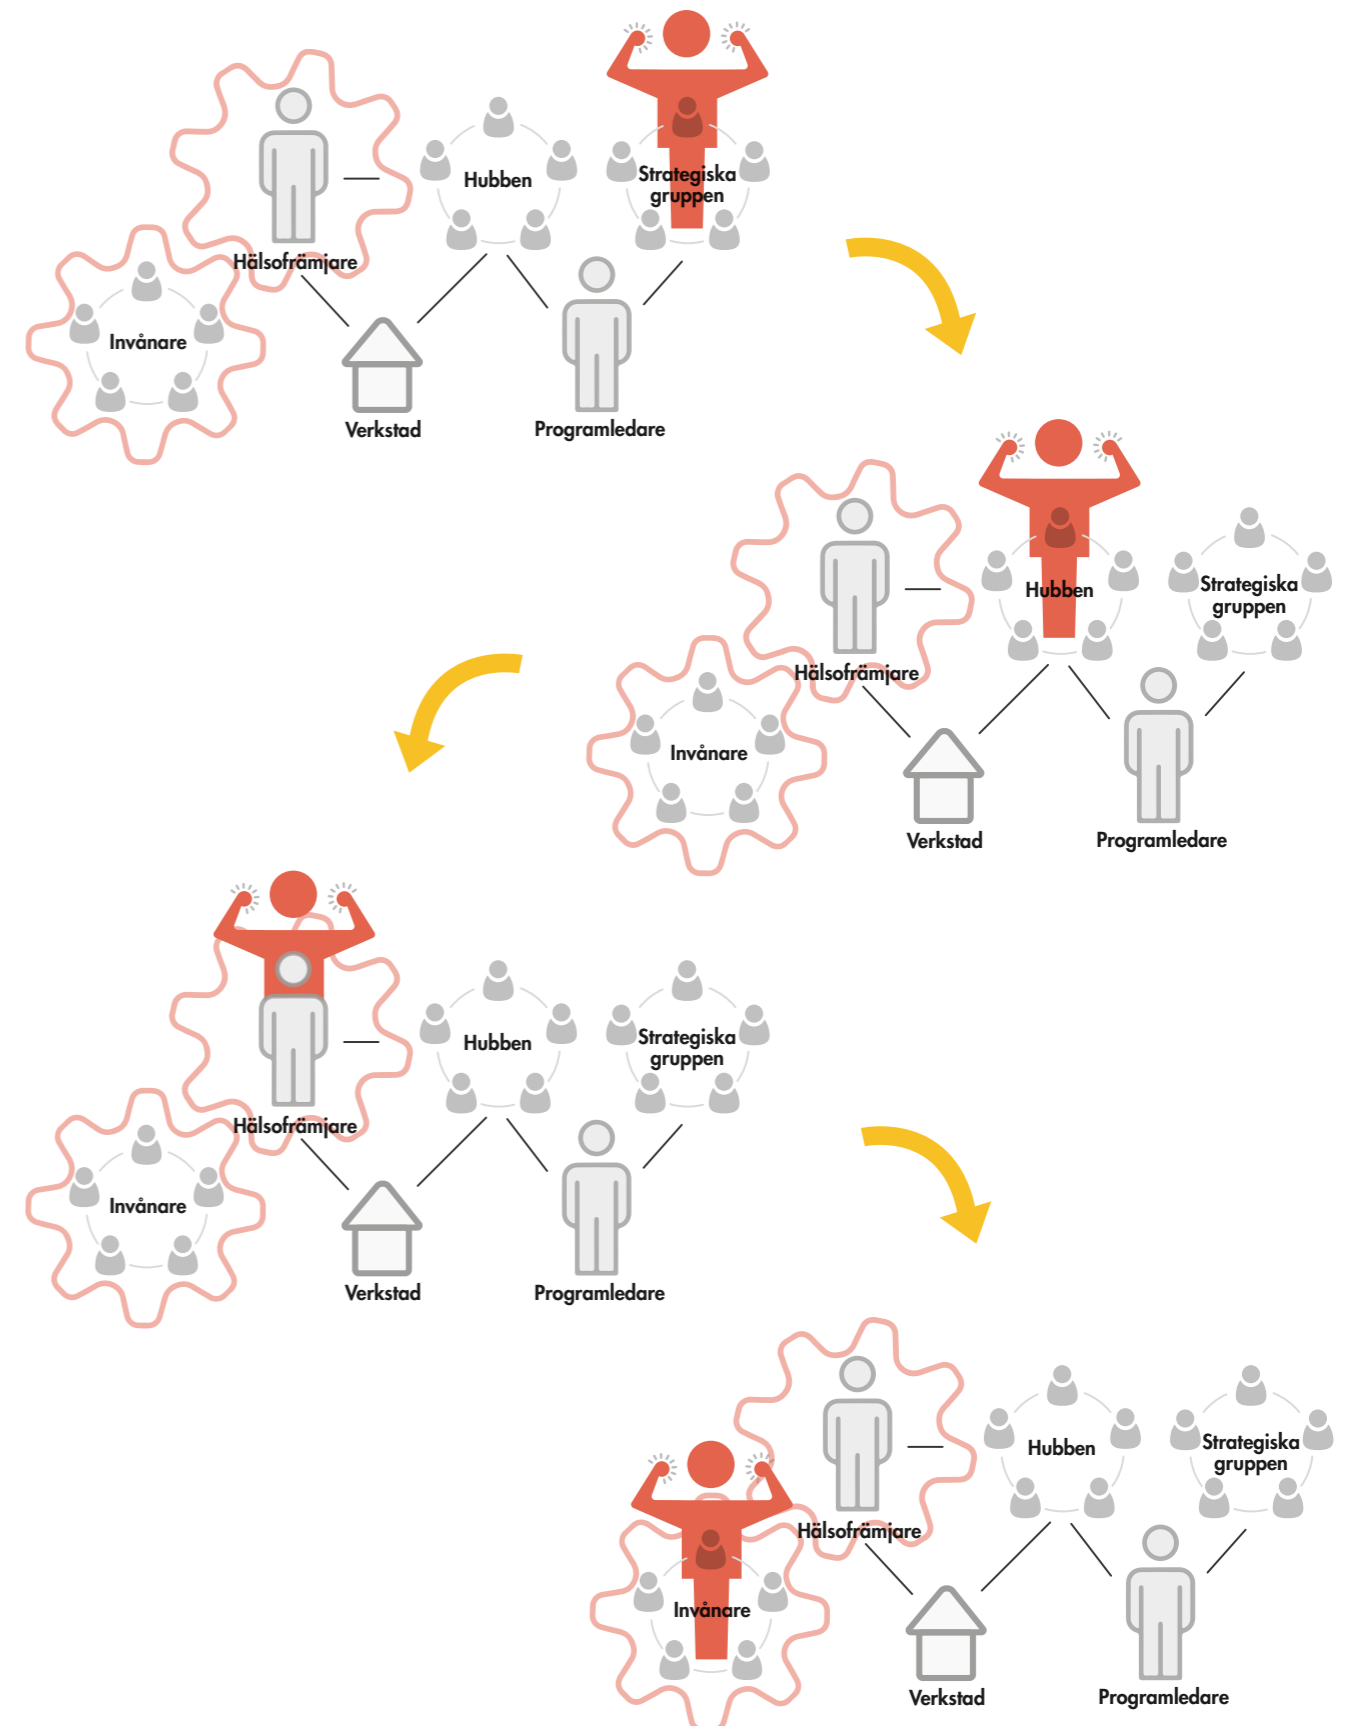 Hubben
Strategiska
gruppen
Hälsofrämjare
Invånare
Verkstad
Programledare
Hubben
Strategiska
gruppen
Hälsofrämjare
Invånare
Verkstad
Programledare
Hubben
Strategiska
gruppen
Hälsofrämjare
Invånare
Verkstad
Programledare
Hubben
Strategiska
gruppen
Hälsofrämjare
Invånare
Verkstad
Programledare